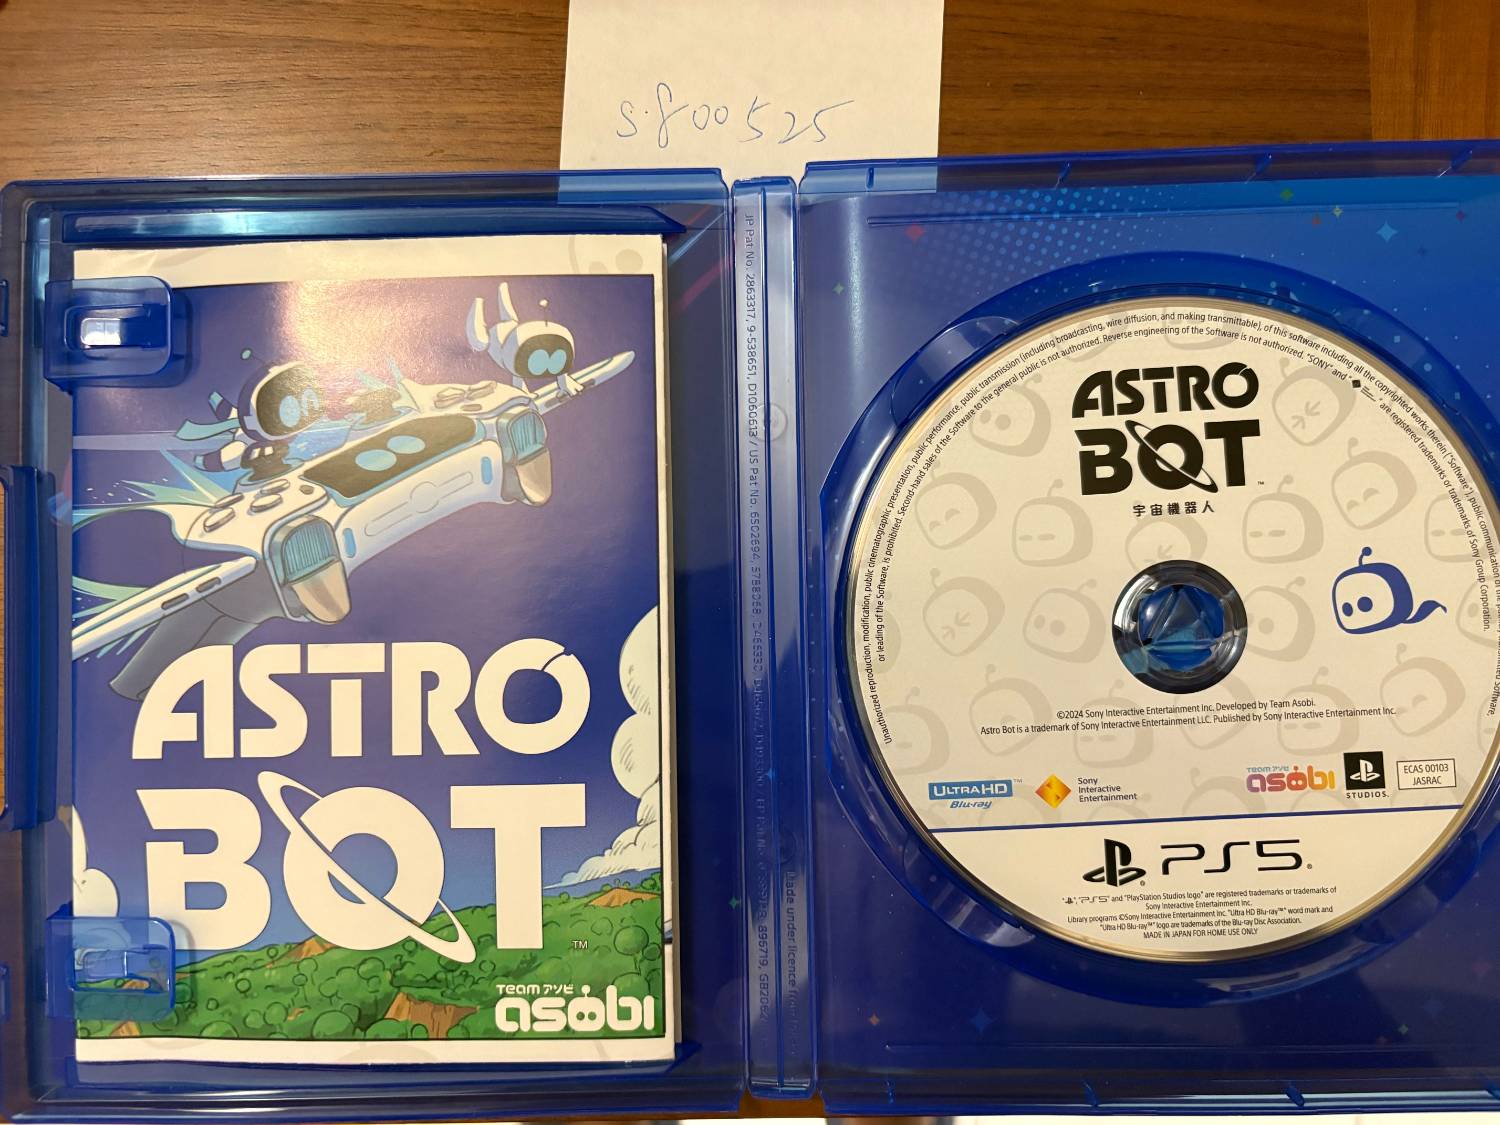 s.f00525
ASTRO
BOT
TM
Team アソビ
asobi
JP Pat No. 2863317, 9-538651, D1060613 / US Pat No. 6502694, 5788068
Made under licence from
Unauthorized reproduction, modification, public cinematographic presentation, public performance, public transmission (including broadcasting, wire diffusion, and making transmittable), of this software including all the copyrighted works therein ("Software"), public communication
or leading of the Software, is prohibited. Second-hand sales of the Software to the general public is not authorized. Reverse engineering of the Software is not authorized. "SONY" and " " are registered trademarks or trademarks of Sony Group Corporation.
ASTRO
BOT
TM
宇宙機器人
©2024 Sony Interactive Entertainment Inc. Developed by Team Asobi.
Astro Bot is a trademark of Sony Interactive Entertainment LLC. Published by Sony Interactive Entertainment Inc.
ULTRA HD
Blu-ray™
Sony
Interactive
Entertainment
Team アソビ
asobi
STUDIOS.
ECAS 00103
JASRAC
PS5®
" ", "PS5" and "PlayStation Studios logo" are registered trademarks or trademarks of
Sony Interactive Entertainment Inc.
Library programs ©Sony Interactive Entertainment Inc. "Ultra HD Blu-ray™" word mark and
"Ultra HD Blu-ray™" logo are trademarks of the Blu-ray Disc Association.
MADE IN JAPAN FOR HOME USE ONLY